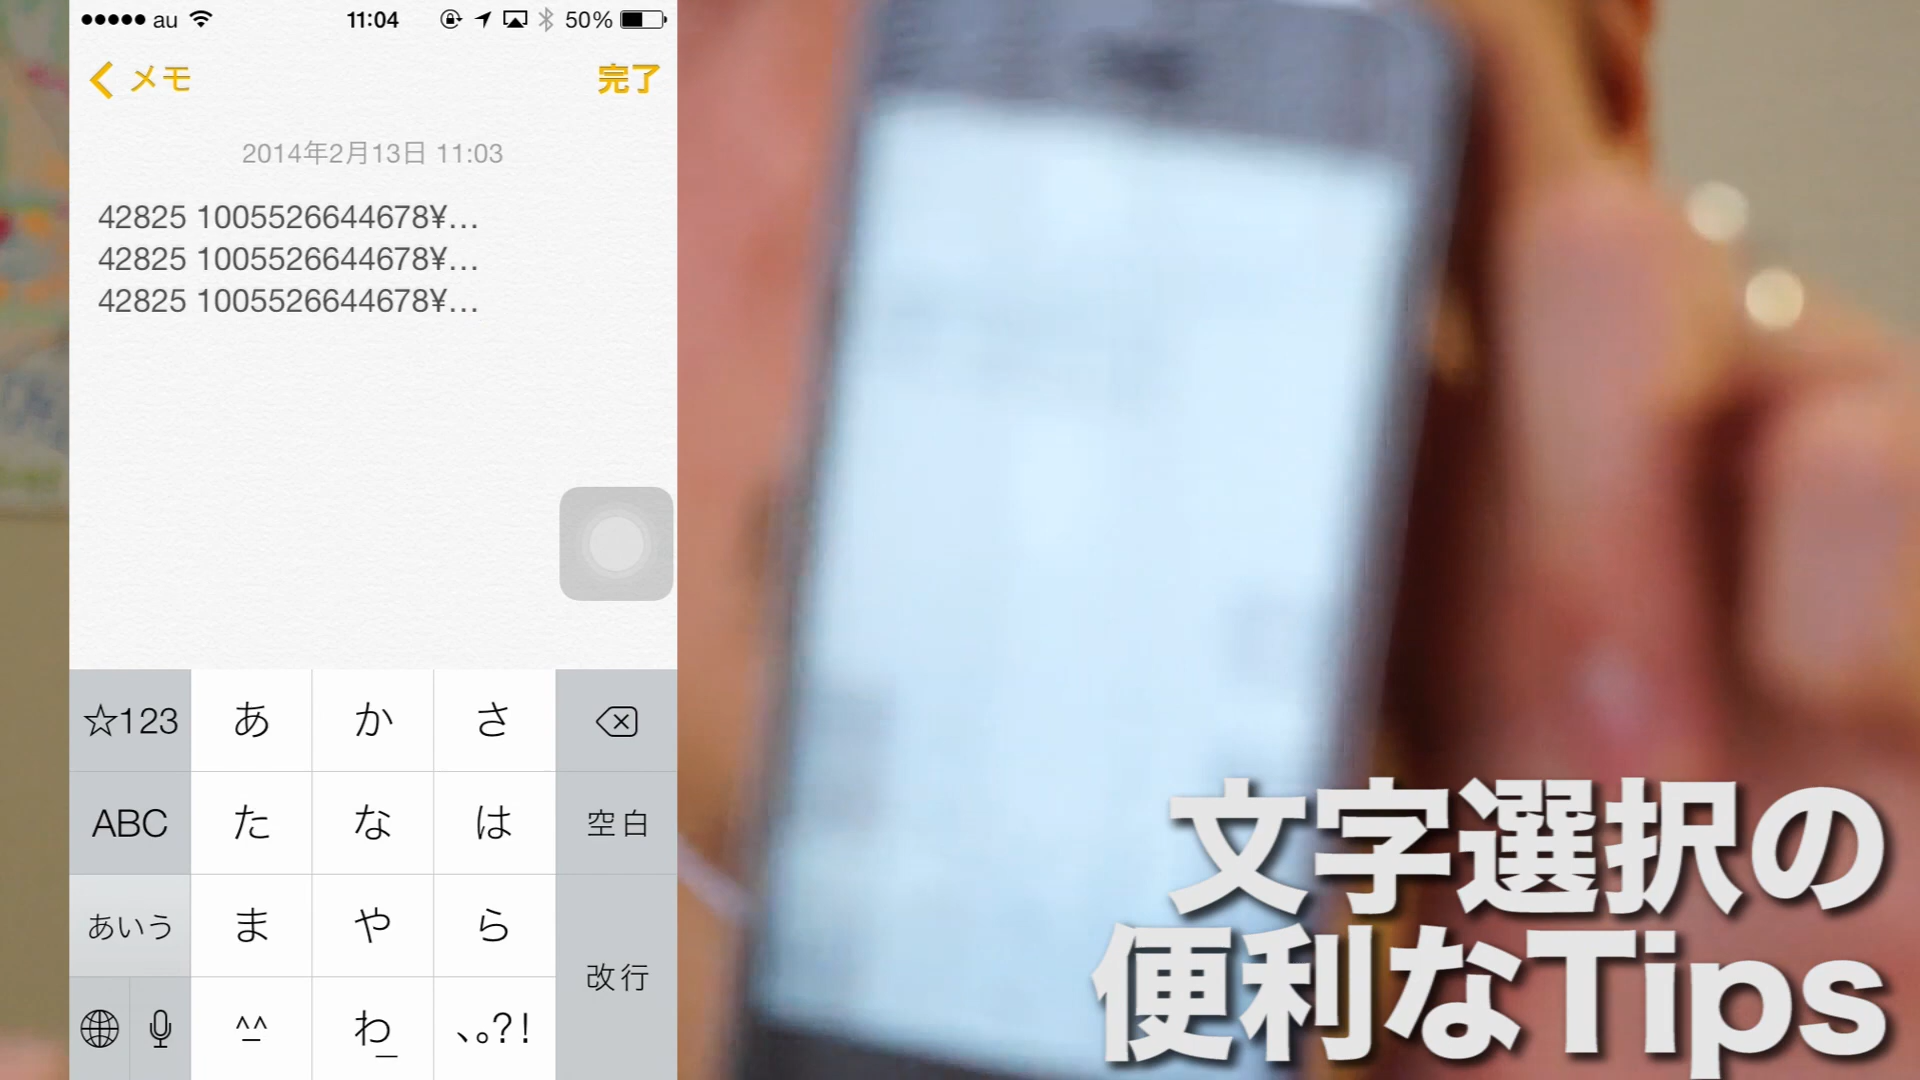 au 11:04 50%
メモ 完了
2014年2月13日 11:03
42825 1005526644678¥…
42825 1005526644678¥…
42825 1005526644678¥…
☆123 あ か さ
ABC た な は 空白
あいう ま や ら
改行
^_^ わ_ 、。?!
文字選択の
便利なTips